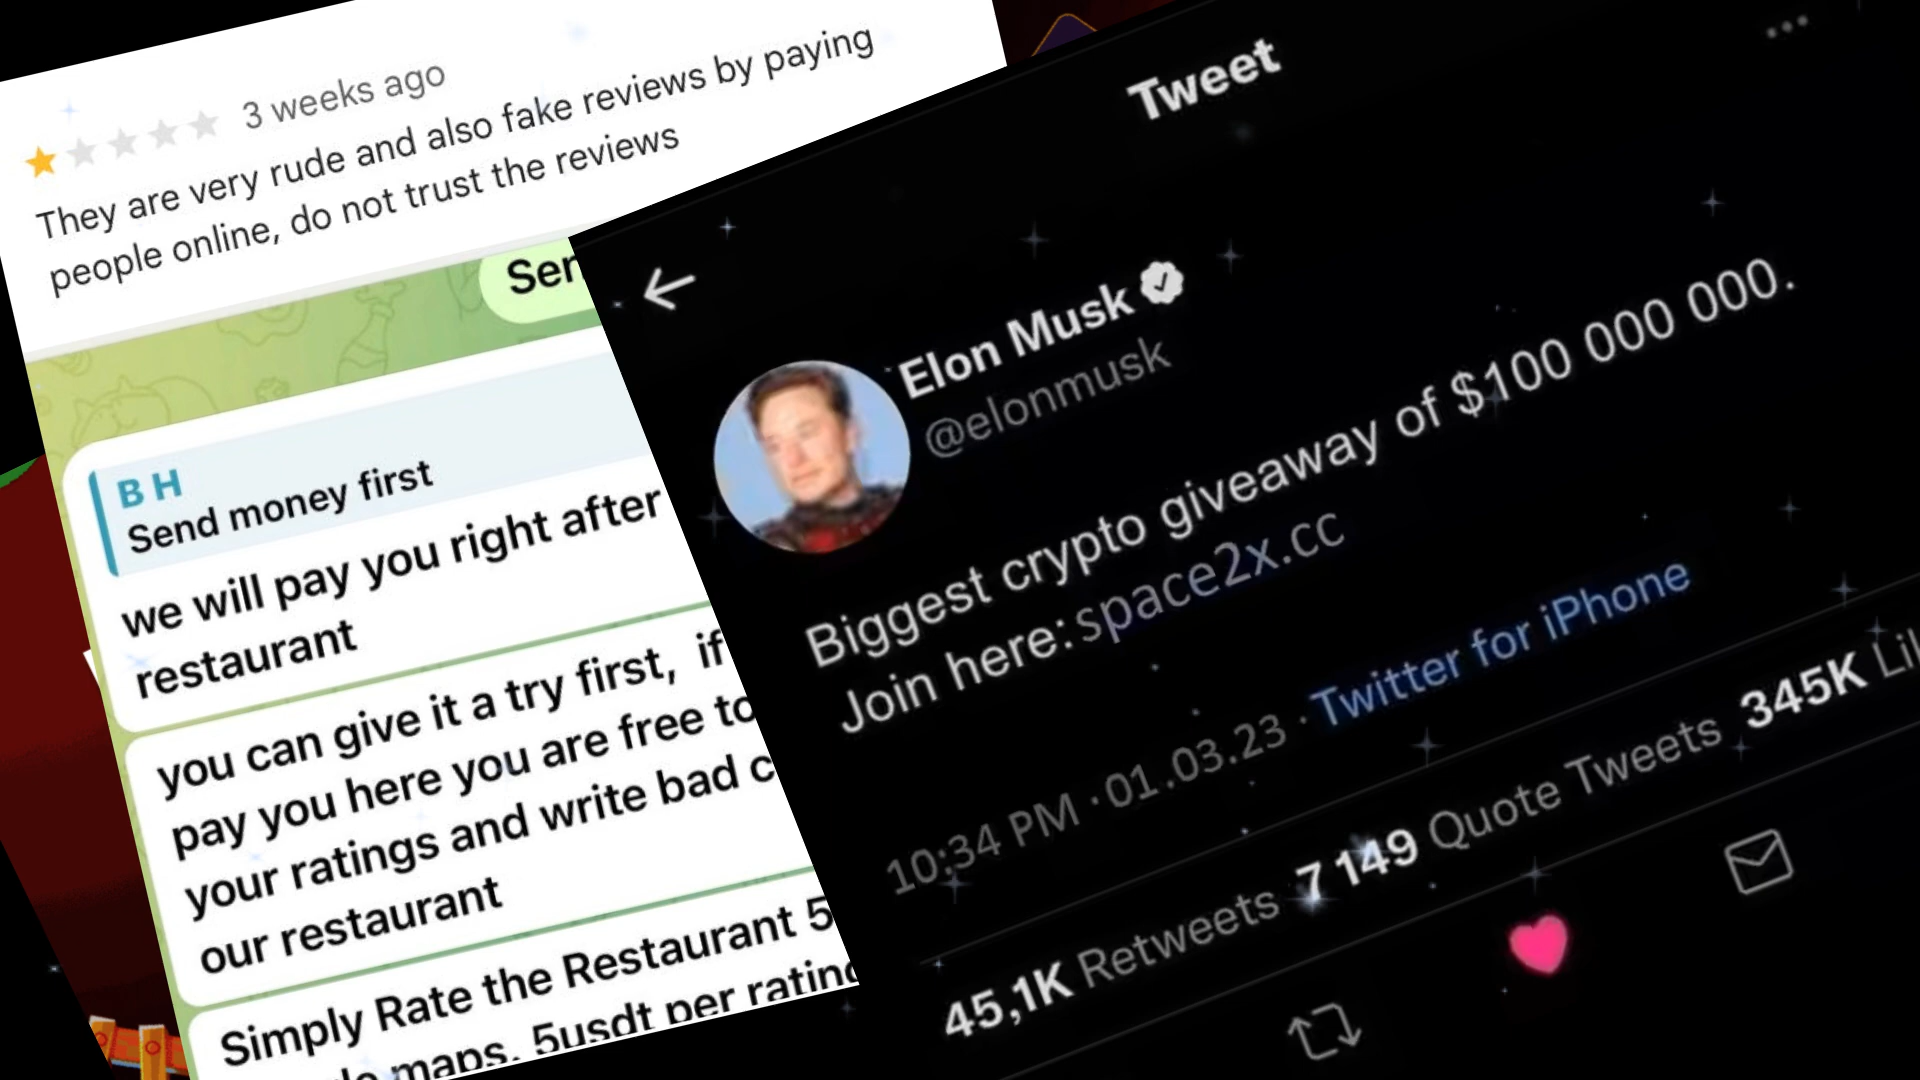 3 weeks ago
They are very rude and also fake reviews by paying
people online, do not trust the reviews
B H
Send money first
we will pay you right after
restaurant
you can give it a try first, if
pay you here you are free to
your ratings and write bad
our restaurant
Simply Rate the Restaurant 5
maps. 5usdt per rating
Tweet
Elon Musk
@elonmusk
Biggest crypto giveaway of $100 000 000.
Join here: space2x.cc
10:34 PM · 01.03.23 · Twitter for iPhone
45,1K Retweets 7 149 Quote Tweets 345K